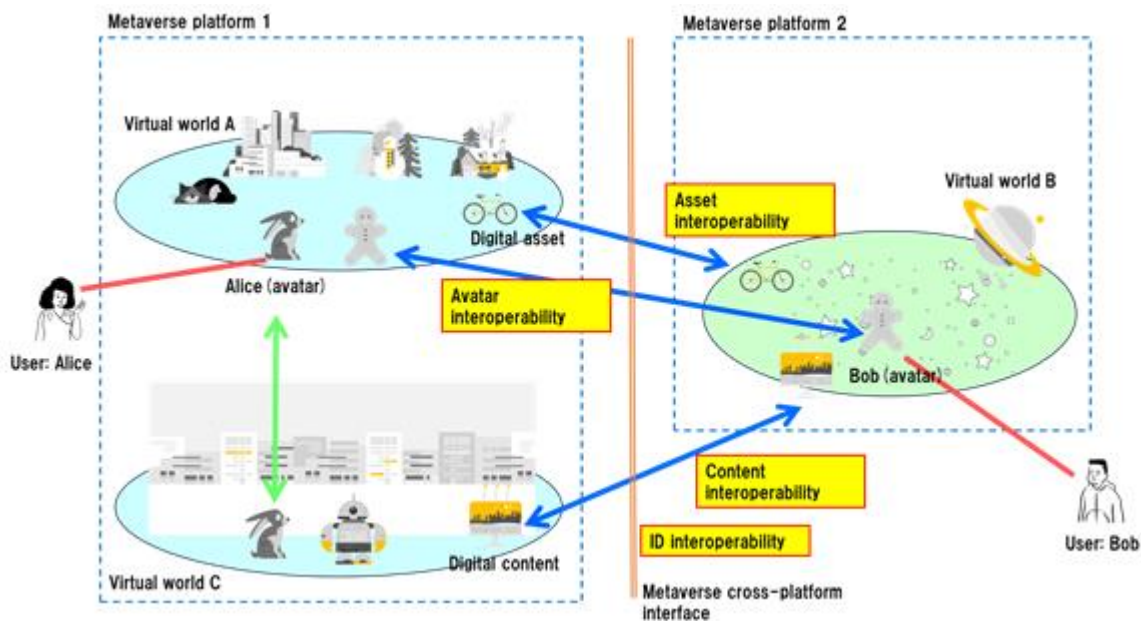 Metaverse platform 1
Metaverse platform 2
Virtual world A
Virtual world B
Asset
interoperability
Digital asset
Alice (avatar)
Avatar
interoperability
User: Alice
Bob (avatar)
Content
interoperability
ID interoperability
User: Bob
Digital content
Virtual world C
Metaverse cross-platform
interface